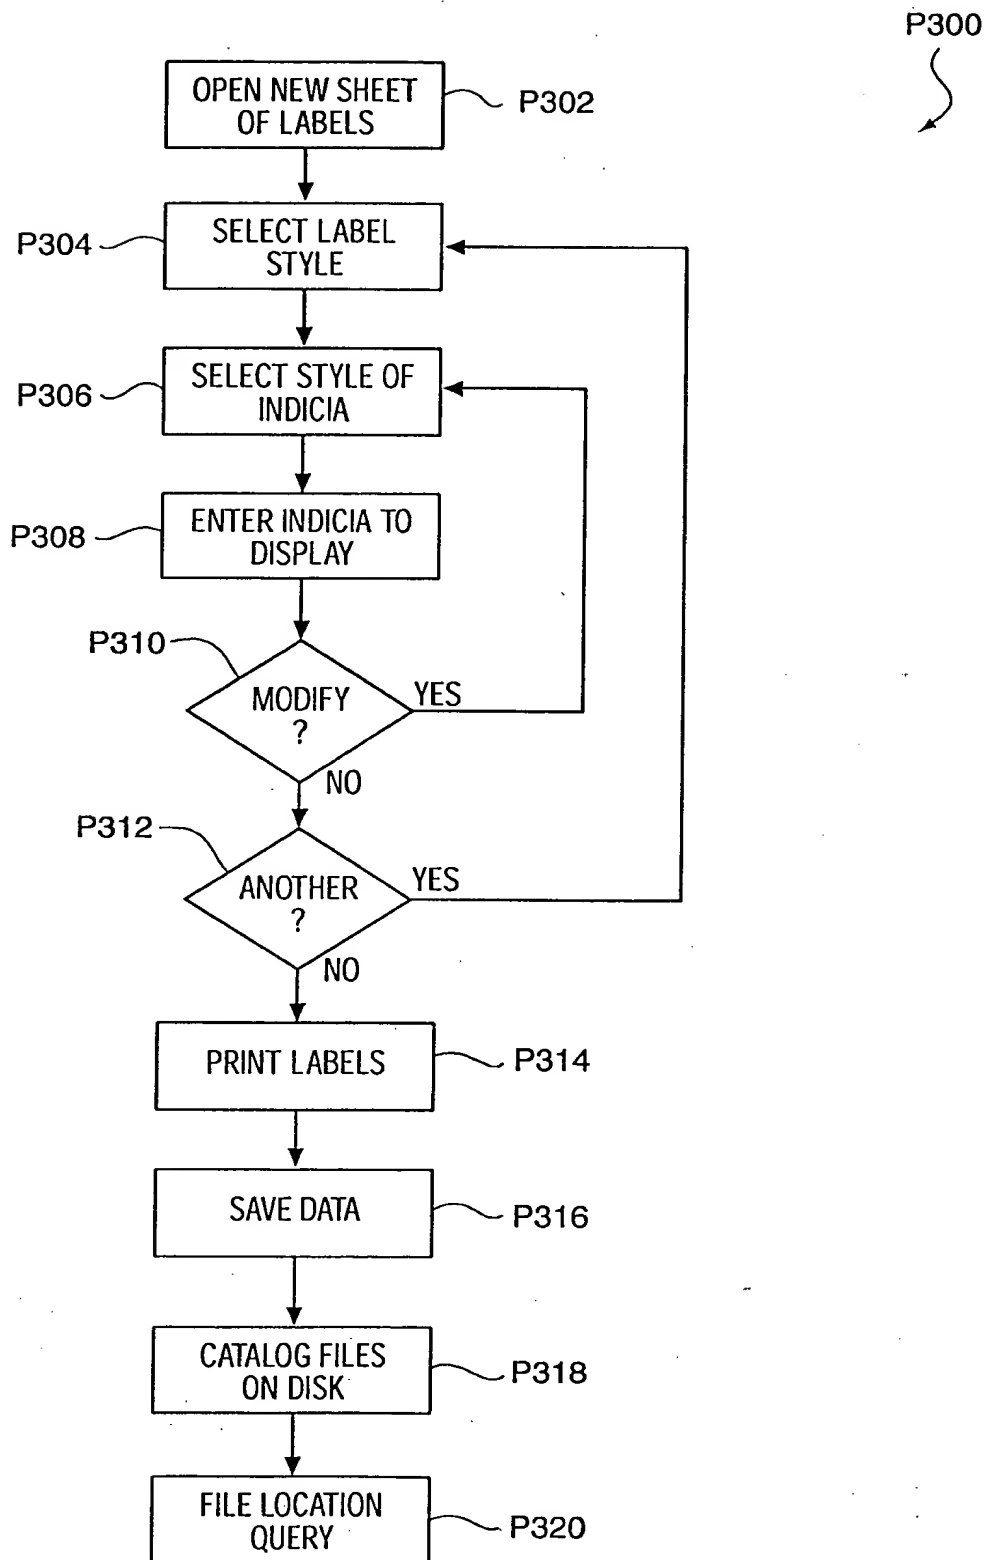 P300
OPEN NEW SHEET
OF LABELS
P302
P304
SELECT LABEL
STYLE
P306
SELECT STYLE OF
INDICIA
P308
ENTER INDICIA TO
DISPLAY
P310
MODIFY
?
YES
NO
P312
ANOTHER
?
YES
NO
PRINT LABELS
P314
SAVE DATA
P316
CATALOG FILES
ON DISK
P318
FILE LOCATION
QUERY
P320